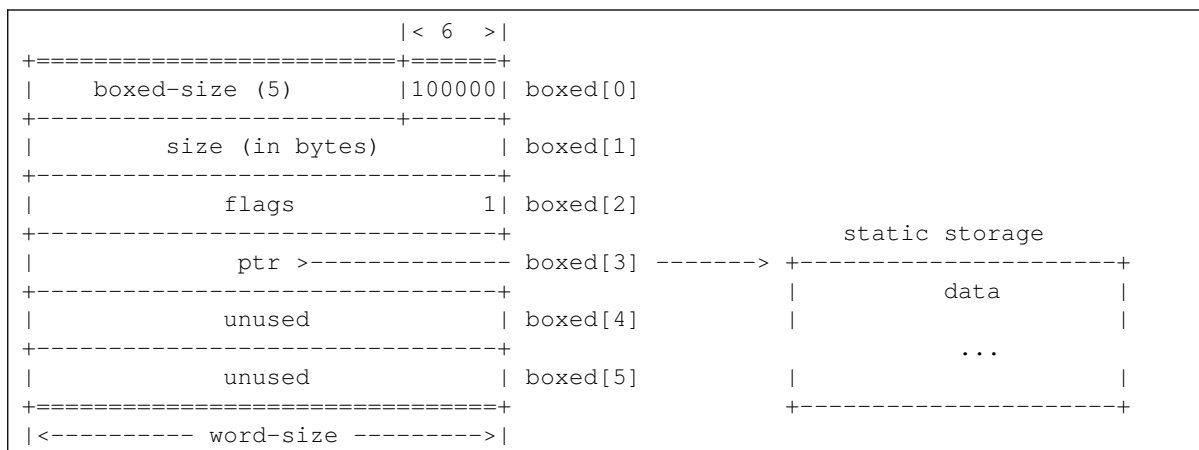 |< 6 >|
+=========================+======+
| boxed-size (5) |100000| boxed[0]
+-------------------------+------+
| size (in bytes) | boxed[1]
+--------------------------------+
| flags 1| boxed[2]
+--------------------------------+ static storage
| ptr >-------------- boxed[3] -------> +----------------------+
+--------------------------------+ | data |
| unused | boxed[4] | |
+--------------------------------+ ...
| unused | boxed[5] | |
+================================+ +----------------------+
|<---------- word-size --------->|